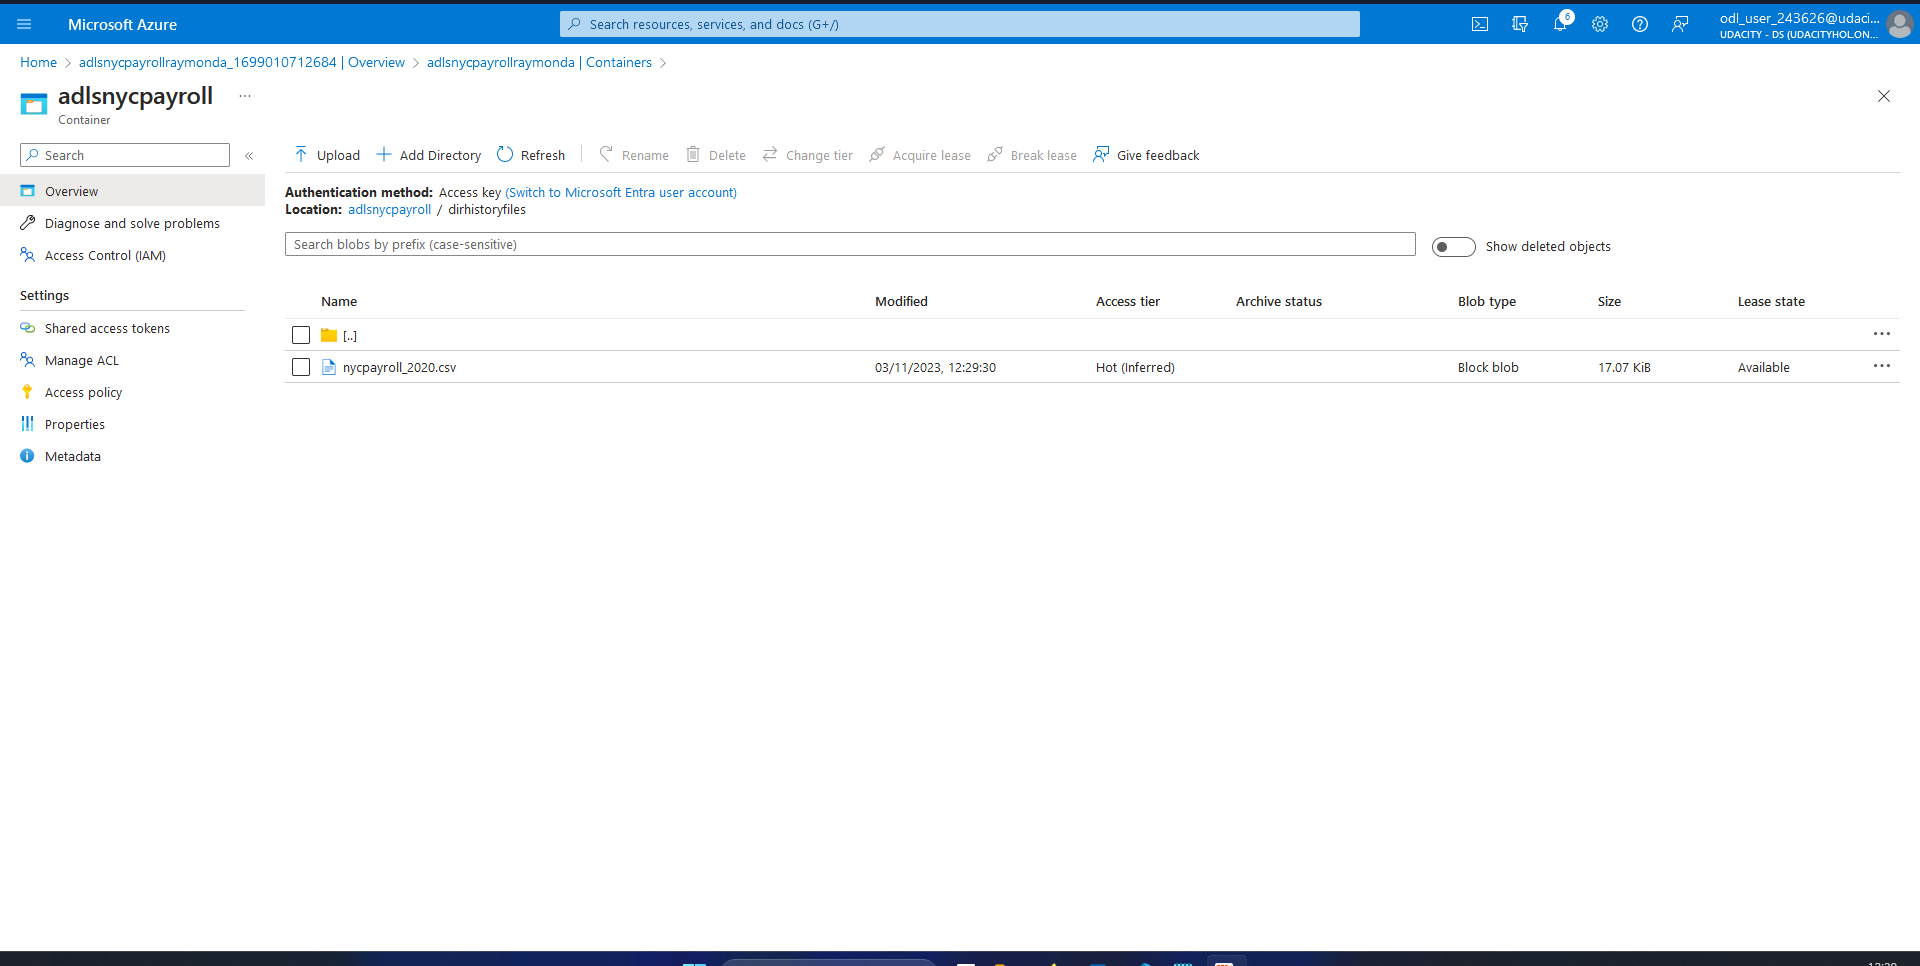 Microsoft Azure
Search resources, services, and docs (G+/)
6
odl_user_243626@udaci...
UDACITY - DS (UDACITYHOL.ON...
Home > adlsnycpayrollraymonda_1699010712684 | Overview > adlsnycpayrollraymonda | Containers >
adlsnycpayroll ...
Container
Search «
Overview
Diagnose and solve problems
Access Control (IAM)
Settings
Shared access tokens
Manage ACL
Access policy
Properties
Metadata
Upload Add Directory Refresh Rename Delete Change tier Acquire lease Break lease Give feedback
Authentication method: Access key (Switch to Microsoft Entra user account)
Location: adlsnycpayroll / dirhistoryfiles
Search blobs by prefix (case-sensitive)
Show deleted objects
Name Modified Access tier Archive status Blob type Size Lease state
[..] ...
nycpayroll_2020.csv 03/11/2023, 12:29:30 Hot (Inferred) Block blob 17.07 KiB Available ...